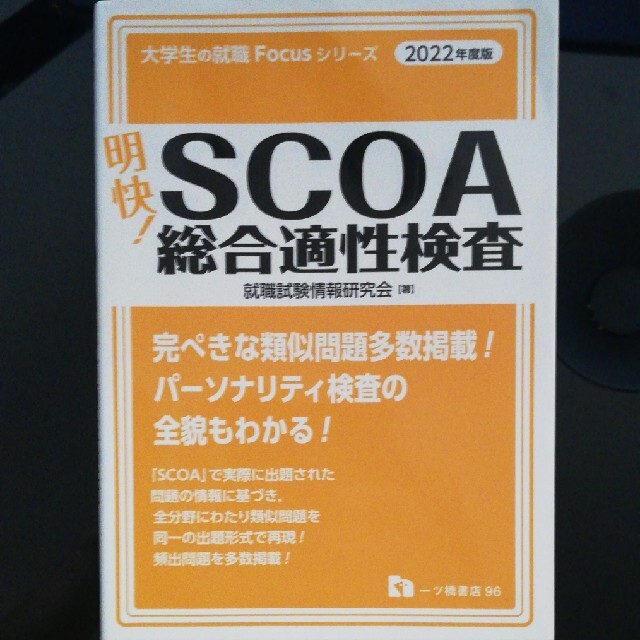 大学生の就職 Focus シリーズ 2022年度版
明快!
SCOA
総合適性検査
就職試験情報研究会【著】
完ぺきな類似問題多数掲載!
パーソナリティ検査の
全貌もわかる!
「SCOA」で実際に出題された
問題の情報に基づき、
全分野にわたり類似問題を
同一の出題形式で再現!
頻出問題を多数掲載!
一ツ橋書店 96